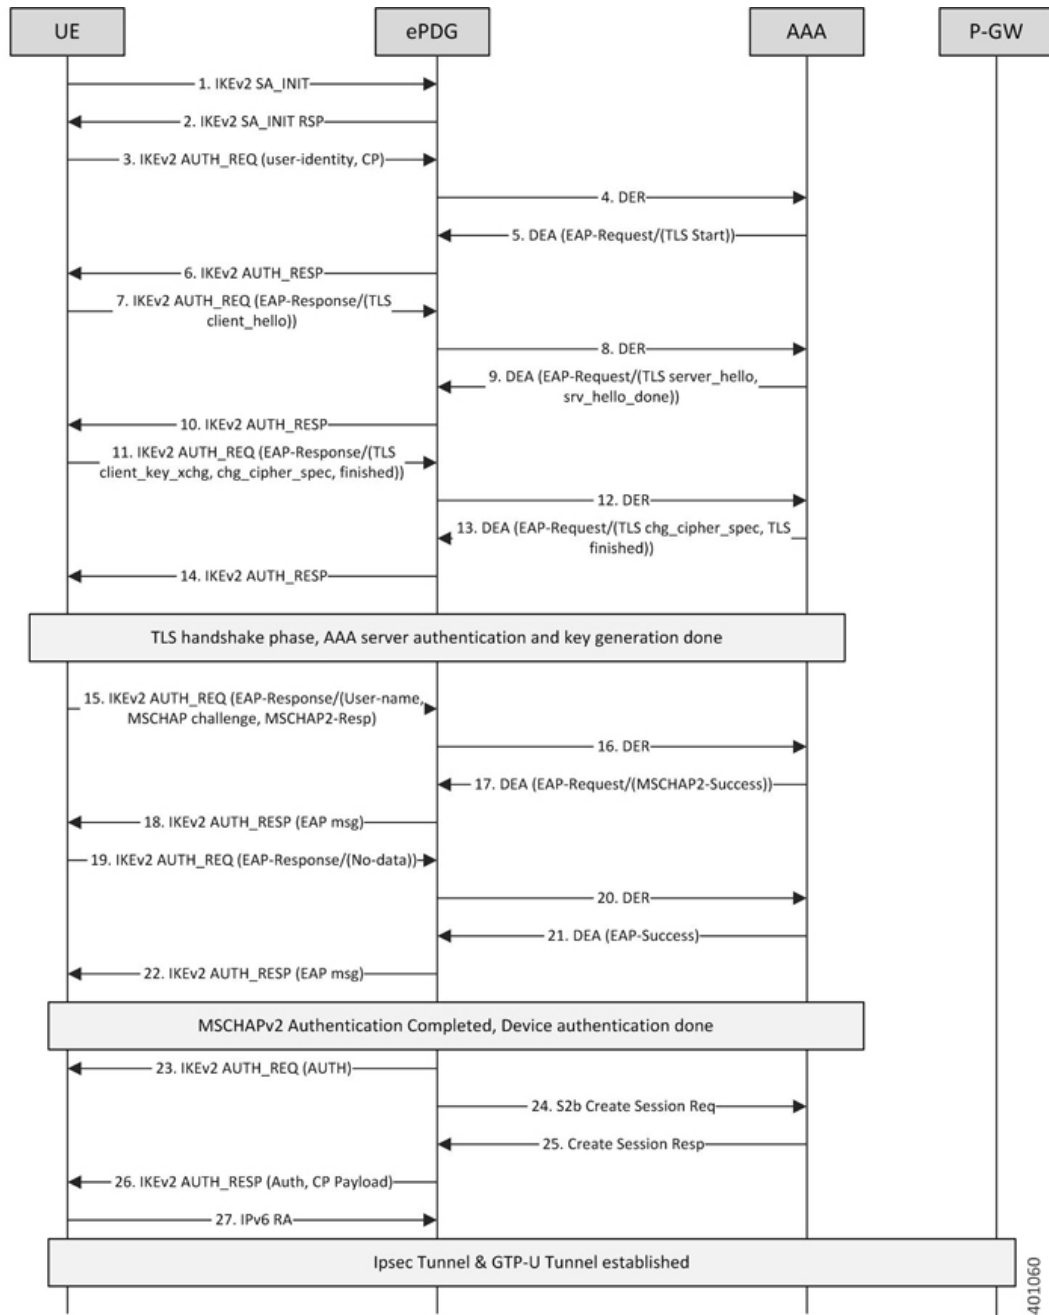 UE
ePDG
AAA
P-GW
1. IKEv2 SA_INIT
2. IKEv2 SA_INIT RSP
3. IKEv2 AUTH_REQ (user-identity, CP)
4. DER
5. DEA (EAP-Request/(TLS Start))
6. IKEv2 AUTH_RESP
7. IKEv2 AUTH_REQ (EAP-Response/(TLS
client_hello))
8. DER
9. DEA (EAP-Request/(TLS server_hello,
srv_hello_done))
10. IKEv2 AUTH_RESP
11. IKEv2 AUTH_REQ (EAP-Response/(TLS
client_key_xchg, chg_cipher_spec, finished))
12. DER
13. DEA (EAP-Request/(TLS chg_cipher_spec, TLS
finished))
14. IKEv2 AUTH_RESP
TLS handshake phase, AAA server authentication and key generation done
15. IKEv2 AUTH_REQ (EAP-Response/(User-name,
MSCHAP challenge, MSCHAP2-Resp)
16. DER
17. DEA (EAP-Request/(MSCHAP2-Success))
18. IKEv2 AUTH_RESP (EAP msg)
19. IKEv2 AUTH_REQ (EAP-Response/(No-data))
20. DER
21. DEA (EAP-Success)
22. IKEv2 AUTH_RESP (EAP msg)
MSCHAPv2 Authentication Completed, Device authentication done
23. IKEv2 AUTH_REQ (AUTH)
24. S2b Create Session Req
25. Create Session Resp
26. IKEv2 AUTH_RESP (Auth, CP Payload)
27. IPv6 RA
Ipsec Tunnel & GTP-U Tunnel established
401060